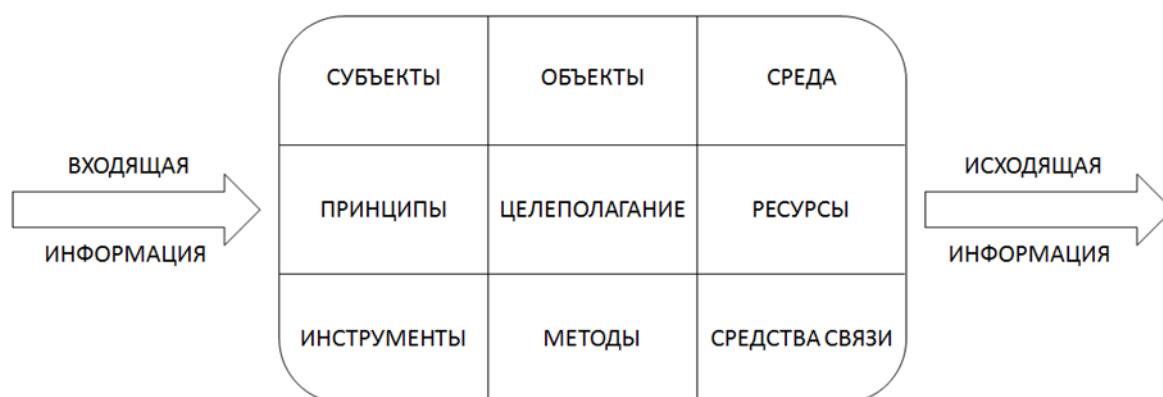 СУБЪЕКТЫ
ОБЪЕКТЫ
СРЕДА
ВХОДЯЩАЯ
ИНФОРМАЦИЯ
ПРИНЦИПЫ
ЦЕЛЕПОЛАГАНИЕ
РЕСУРСЫ
ИСХОДЯЩАЯ
ИНФОРМАЦИЯ
ИНСТРУМЕНТЫ
МЕТОДЫ
СРЕДСТВА СВЯЗИ